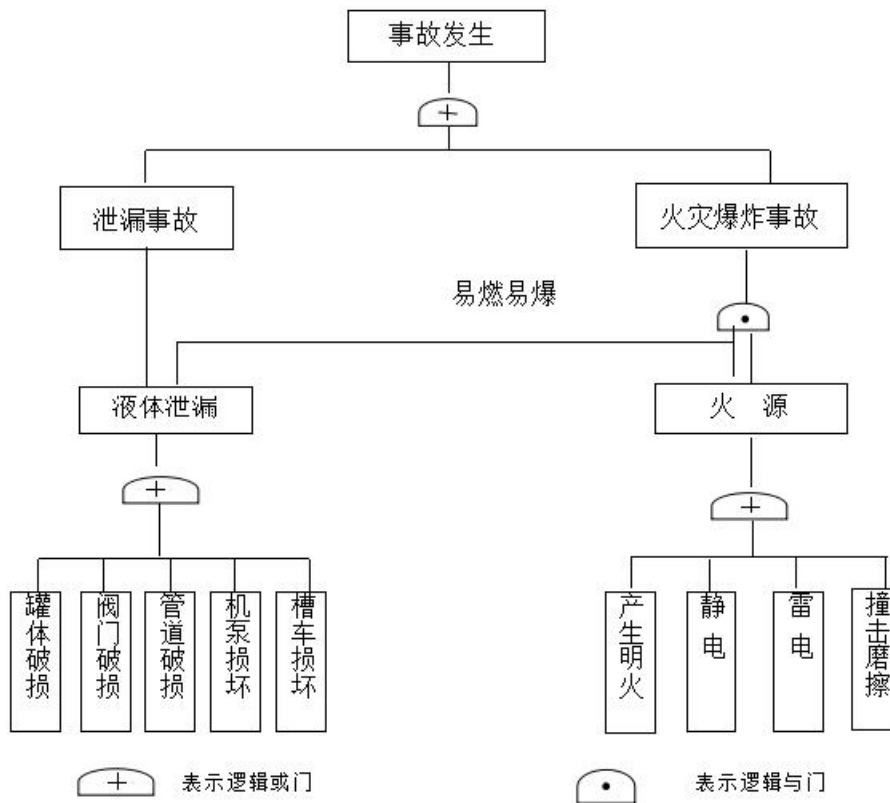 事故发生
泄漏事故
火灾爆炸事故
易燃易爆
液体泄漏
火 源
罐体破损
阀门破损
管道破损
机泵损坏
槽车损坏
产生明火
静电
雷电
撞击磨擦
表示逻辑或门
表示逻辑与门